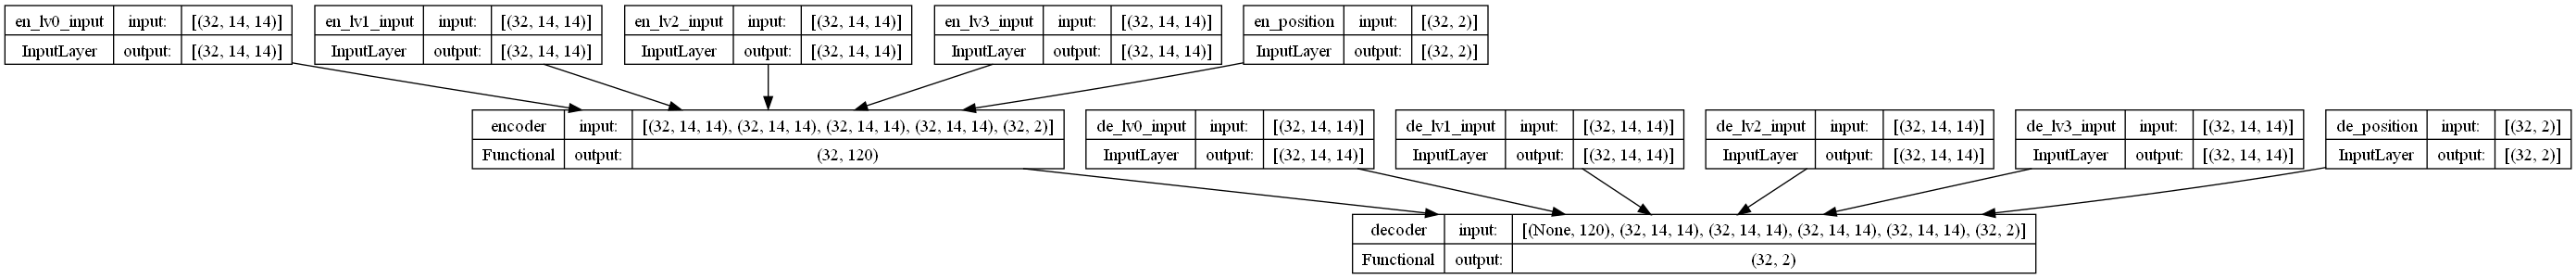 en_lv0_input input: [(32, 14, 14)]
InputLayer output: [(32, 14, 14)]
en_lv1_input input: [(32, 14, 14)]
InputLayer output: [(32, 14, 14)]
en_lv2_input input: [(32, 14, 14)]
InputLayer output: [(32, 14, 14)]
en_lv3_input input: [(32, 14, 14)]
InputLayer output: [(32, 14, 14)]
en_position input: [(32, 2)]
InputLayer output: [(32, 2)]
encoder input: [(32, 14, 14), (32, 14, 14), (32, 14, 14), (32, 14, 14), (32, 2)]
Functional output: (32, 120)
de_lv0_input input: [(32, 14, 14)]
InputLayer output: [(32, 14, 14)]
de_lv1_input input: [(32, 14, 14)]
InputLayer output: [(32, 14, 14)]
de_lv2_input input: [(32, 14, 14)]
InputLayer output: [(32, 14, 14)]
de_lv3_input input: [(32, 14, 14)]
InputLayer output: [(32, 14, 14)]
de_position input: [(32, 2)]
InputLayer output: [(32, 2)]
decoder input: [(None, 120), (32, 14, 14), (32, 14, 14), (32, 14, 14), (32, 14, 14), (32, 2)]
Functional output: (32, 2)